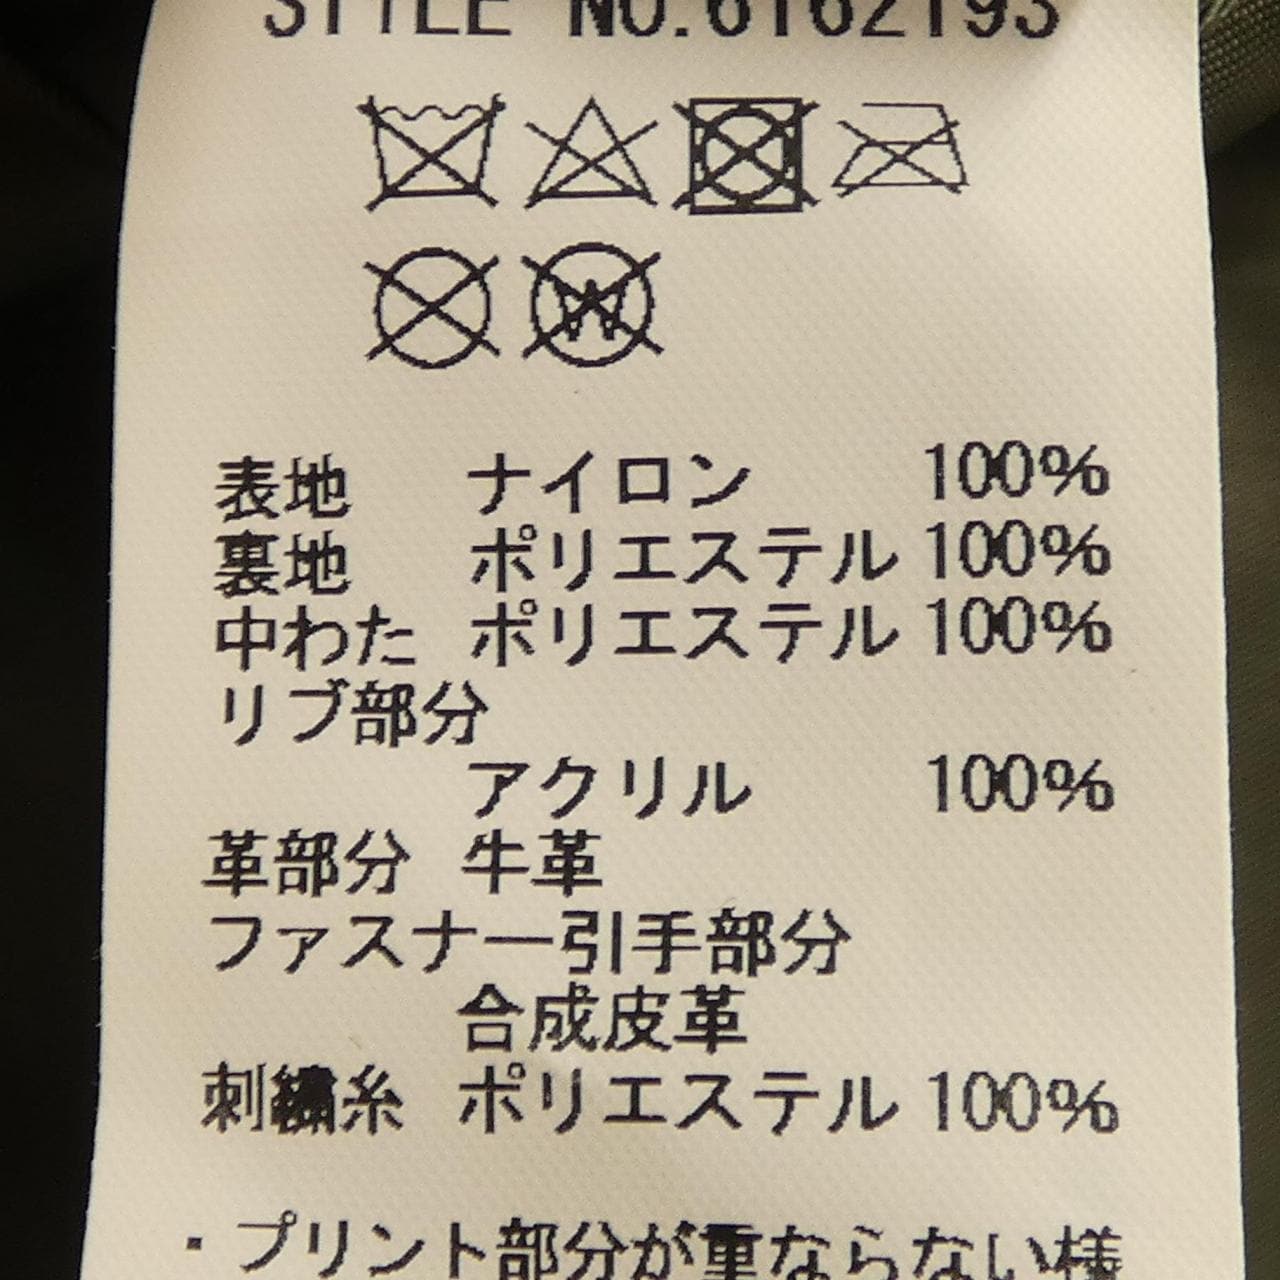 STYLE NO.6162193
W
表地 ナイロン 100%
裏地 ポリエステル 100%
中わた ポリエステル 100%
リブ部分
アクリル 100%
革部分 牛革
ファスナー引手部分
合成皮革
刺繍糸 ポリエステル 100%
・プリント部分が重ならない様